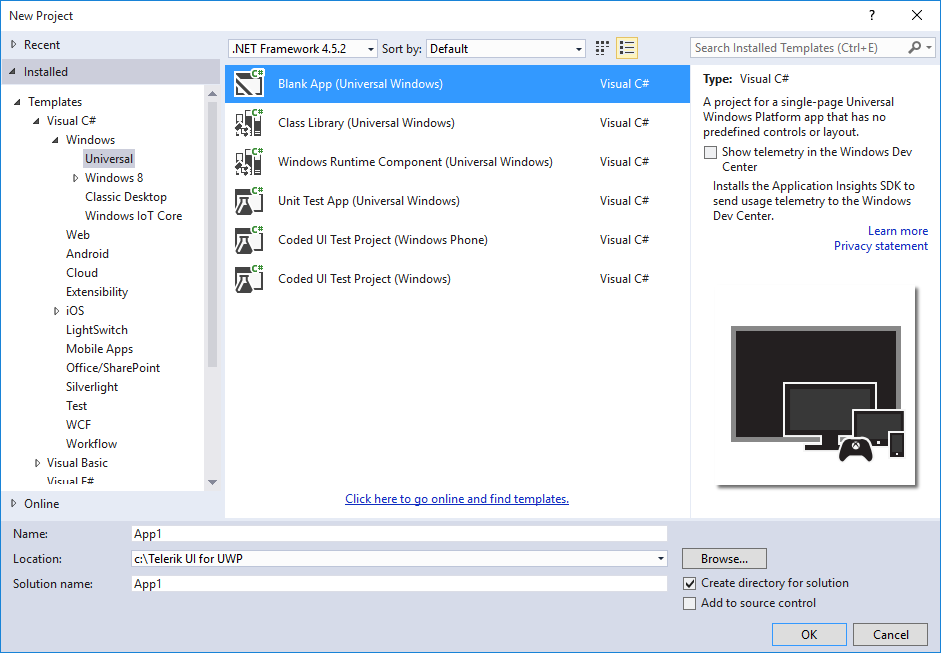 New Project
?
Recent
.NET Framework 4.5.2
Sort by:
Default
Search Installed Templates (Ctrl+E)
Installed
Templates
Visual C#
Windows
Universal
Windows 8
Classic Desktop
Windows IoT Core
Web
Android
Cloud
Extensibility
iOS
LightSwitch
Mobile Apps
Office/SharePoint
Silverlight
Test
WCF
Workflow
Visual Basic
Visual F#
Online
C#
Blank App (Universal Windows)
Visual C#
C#
Class Library (Universal Windows)
Visual C#
C#
Windows Runtime Component (Universal Windows)
Visual C#
C#
Unit Test App (Universal Windows)
Visual C#
C#
Coded UI Test Project (Windows Phone)
Visual C#
C#
Coded UI Test Project (Windows)
Visual C#
Click here to go online and find templates.
Type: Visual C#
A project for a single-page Universal
Windows Platform app that has no
predefined controls or layout.
Show telemetry in the Windows Dev
Center
Installs the Application Insights SDK to
send usage telemetry to the Windows
Dev Center.
Learn more
Privacy statement
Name:
App1
Location:
c:\Telerik UI for UWP
Browse...
Solution name:
App1
Create directory for solution
Add to source control
OK
Cancel